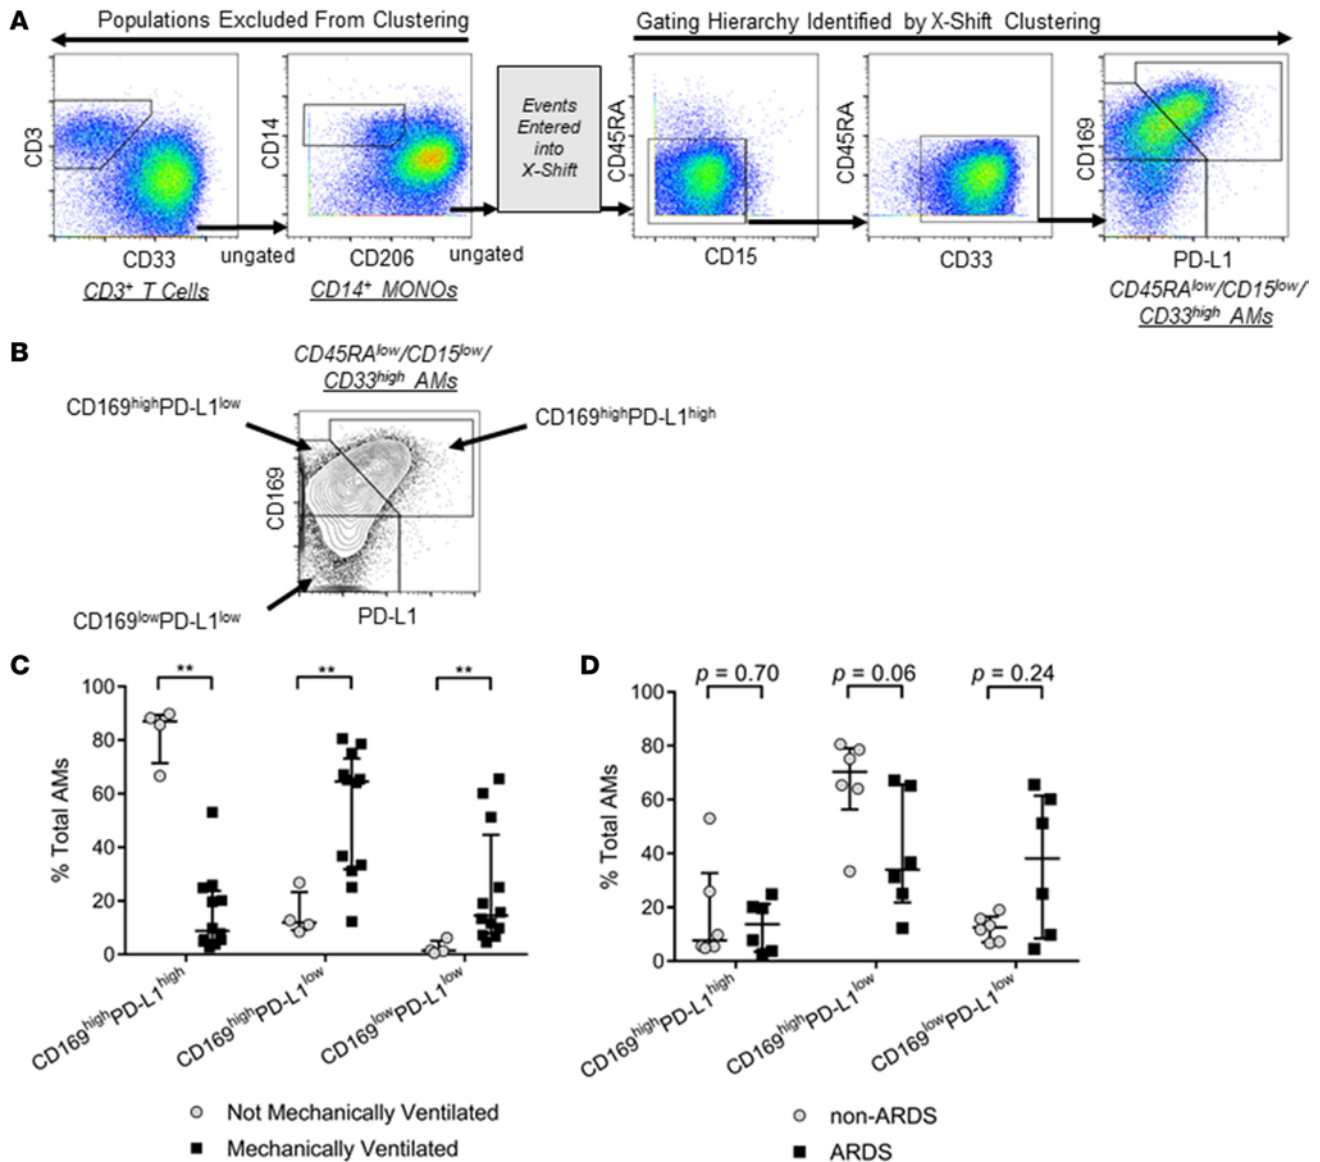 A
Populations Excluded From Clustering
Gating Hierarchy Identified by X-Shift Clustering
CD3
CD14
Events
Entered
into
X-Shift
CD45RA
CD45RA
CD169
CD33
ungated
CD206
ungated
CD15
CD33
PD-L1
CD3+ T Cells
CD14+ MONOs
CD45RAlow/CD15low/
CD33high AMs
B
CD45RAlow/CD15low/
CD33high AMs
CD169highPD-L1low
CD169highPD-L1high
CD169
CD169lowPD-L1low
PD-L1
C
**
**
**
% Total AMs
100
80
60
40
20
0
CD169highPD-L1high
CD169highPD-L1low
CD169lowPD-L1low
Not Mechanically Ventilated
Mechanically Ventilated
D
p = 0.70
p = 0.06
p = 0.24
% Total AMs
100
80
60
40
20
0
CD169highPD-L1high
CD169highPD-L1low
CD169lowPD-L1low
non-ARDS
ARDS